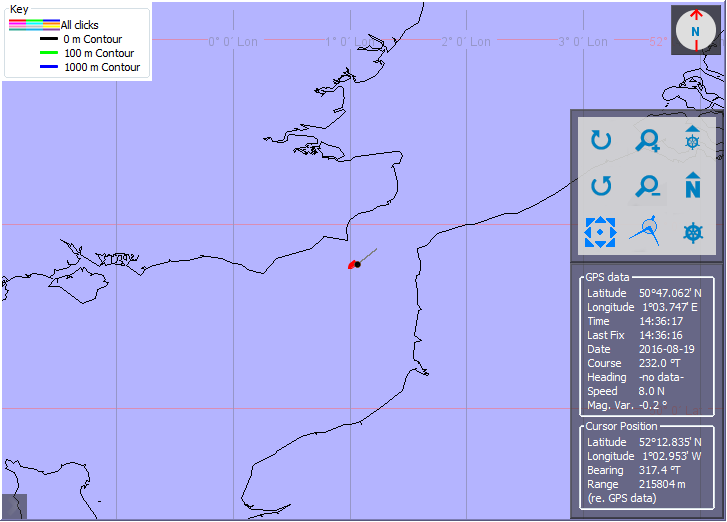 Key
All clicks
0 m Contour
100 m Contour
1000 m Contour
0° 0' Lon
1° 0' Lon
2° 0' Lon
3° 0' Lon
52°
N
N
GPS data
Latitude 50°47.062' N
Longitude 1°03.747' E
Time 14:36:17
Last Fix 14:36:16
Date 2016-08-19
Course 232.0 °T
Heading -no data-
Speed 8.0 N
Mag. Var. -0.2 °
Cursor Position
Latitude 52°12.835' N
Longitude 1°02.953' W
Bearing 317.4 °T
Range 215804 m
(re. GPS data)